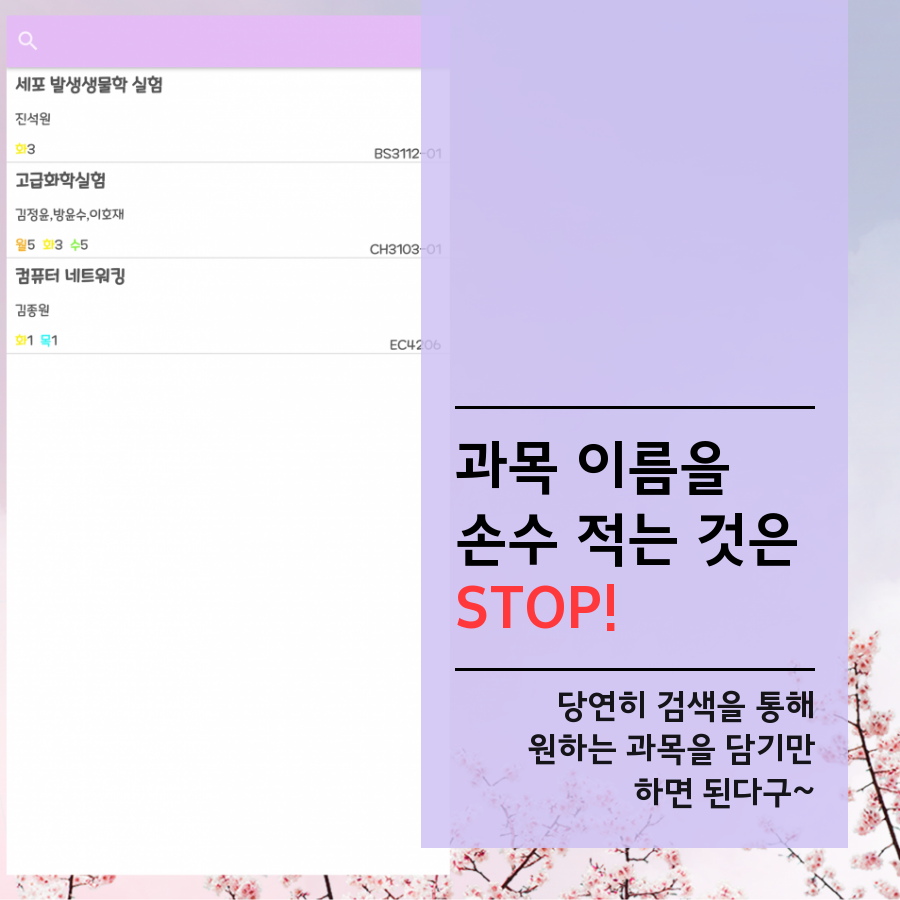 세포 발생생물학 실험
진석원
화3
BS3112-01
고급화학실험
김정윤,방윤수,이호재
월5 화3 수5
CH3103-01
컴퓨터 네트워킹
김종원
화1 목1
EC4206
과목 이름을
손수 적는 것은
STOP!
당연히 검색을 통해
원하는 과목을 담기만
하면 된다구~